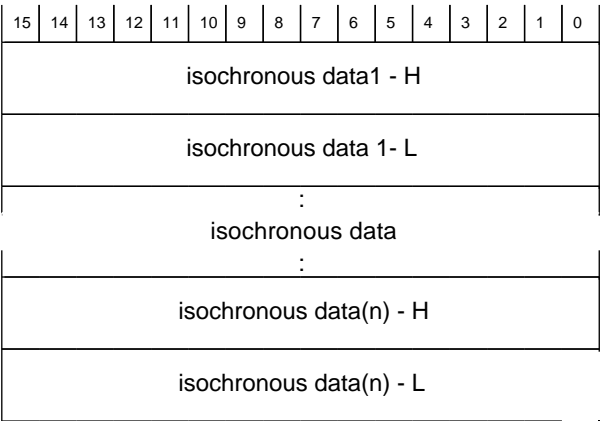 15 14 13 12 11 10 9 8 7 6 5 4 3 2 1 0
isochronous data1 - H
isochronous data 1- L
:
isochronous data
:
isochronous data(n) - H
isochronous data(n) - L